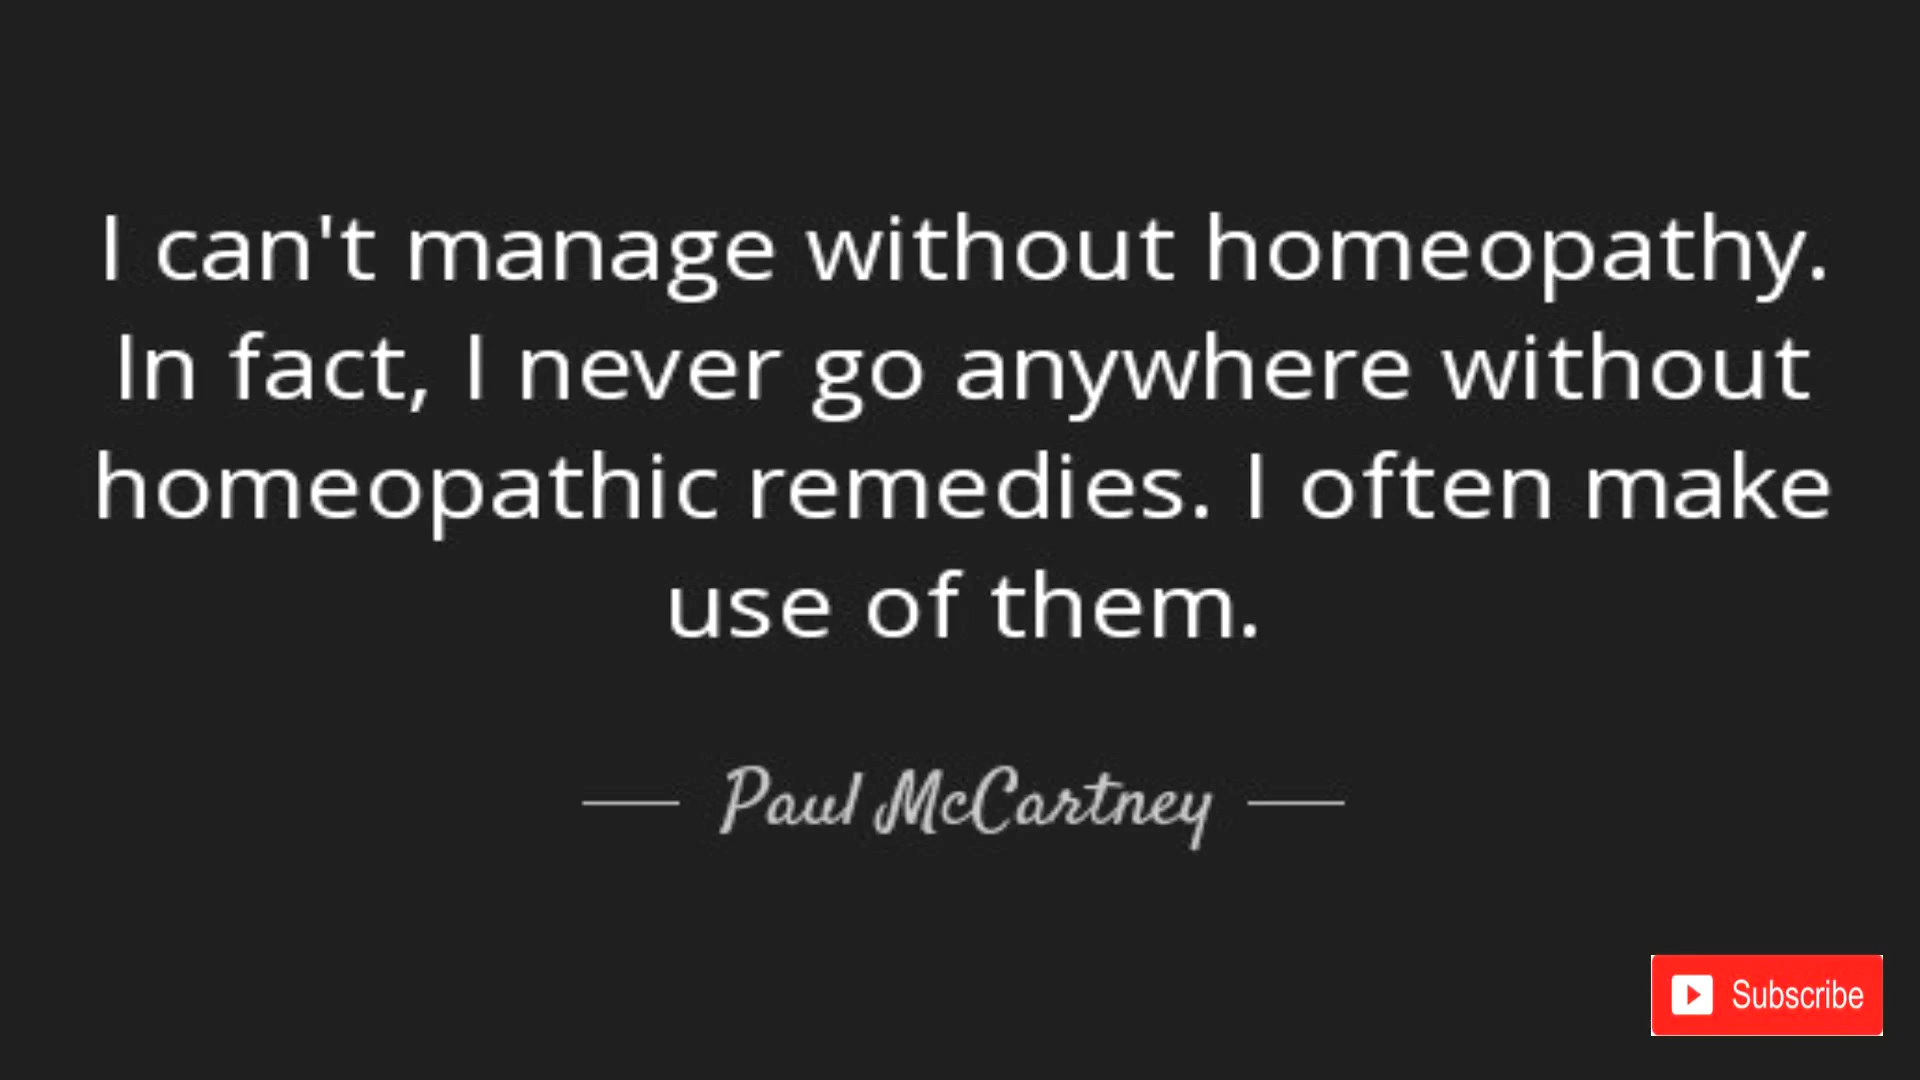 I can't manage without homeopathy.
In fact, I never go anywhere without
homeopathic remedies. I often make
use of them.
Paul McCartney
Subscribe